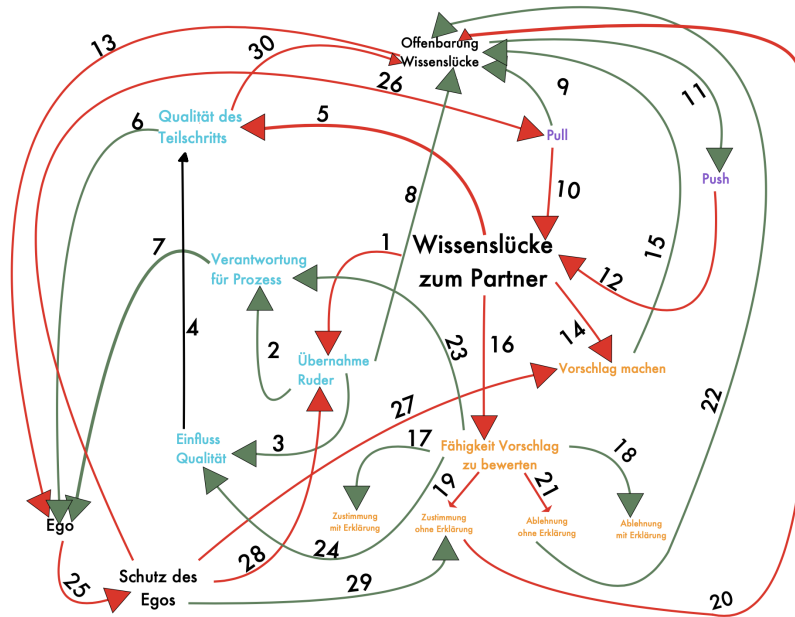 Offenbarung
Wissenslücke
13
30
26
9
11
6
Qualität des
Teilschritts
5
Pull
Push
10
8
7
Verantwortung
für Prozess
1
Wissenslücke
zum Partner
12
15
4
2
23
16
14
Übernahme
Ruder
Vorschlag machen
22
27
3
Einfluss
Qualität
17
Fähigkeit Vorschlag
zu bewerten
18
19
21
Zustimmung
mit Erklärung
Zustimmung
ohne Erklärung
Ablehnung
ohne Erklärung
Ablehnung
mit Erklärung
Ego
24
28
25
Schutz des
Egos
29
20